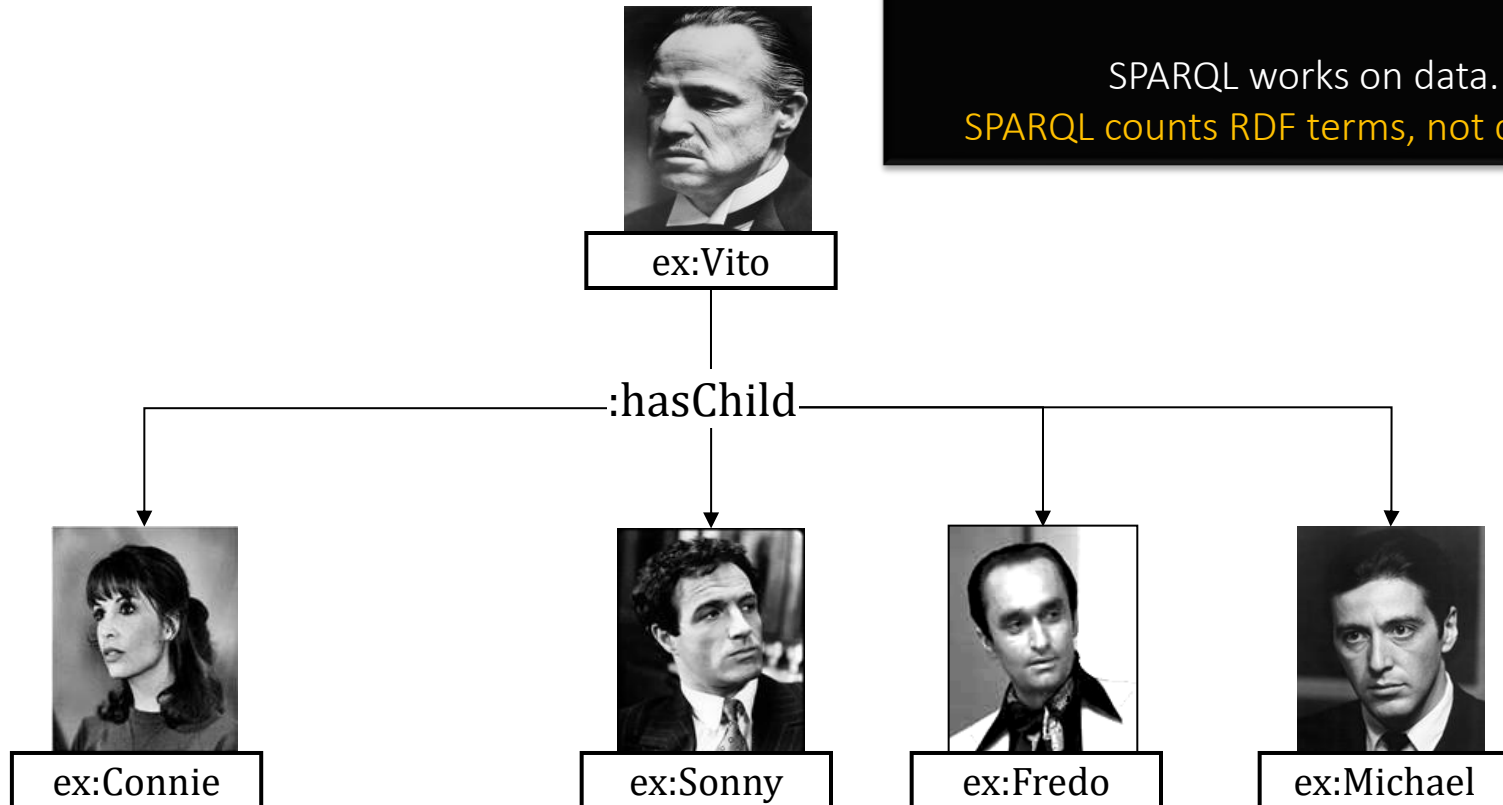 SPARQL works on data.
SPARQL counts RDF terms, not
ex:Vito
:hasChild
ex:Connie
ex:Sonny
ex:Fredo
ex:Michael